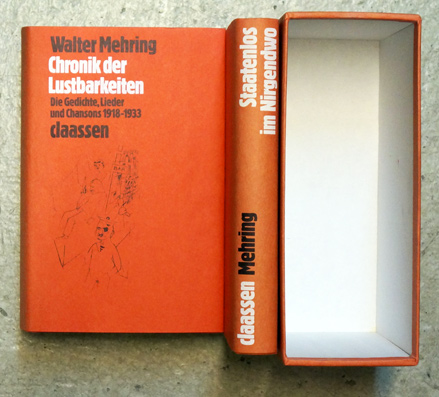 Walter Mehring
Chronik der
Lustbarkeiten
Die Gedichte, Lieder
und Chansons 1918-1933
claassen
Staatenlos
im Nirgendwo
claassen Mehring